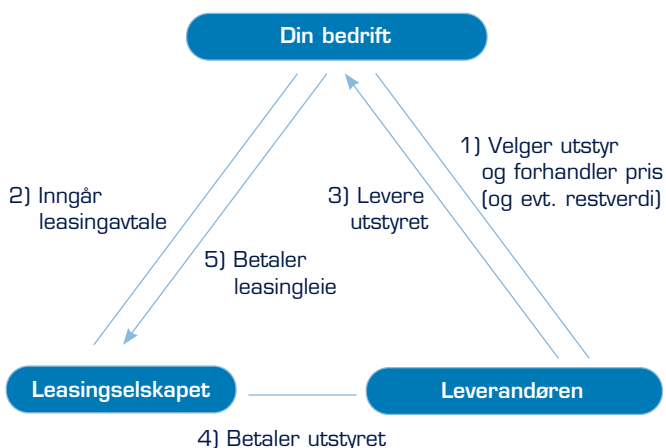 Din bedrift
1) Velger utstyr
og forhandler pris
(og evt. restverdi)
2) Inngår
leasingavtale
3) Levere
utstyret
5) Betaler
leasingleie
Leasingselskapet
Leverandøren
4) Betaler utstyret